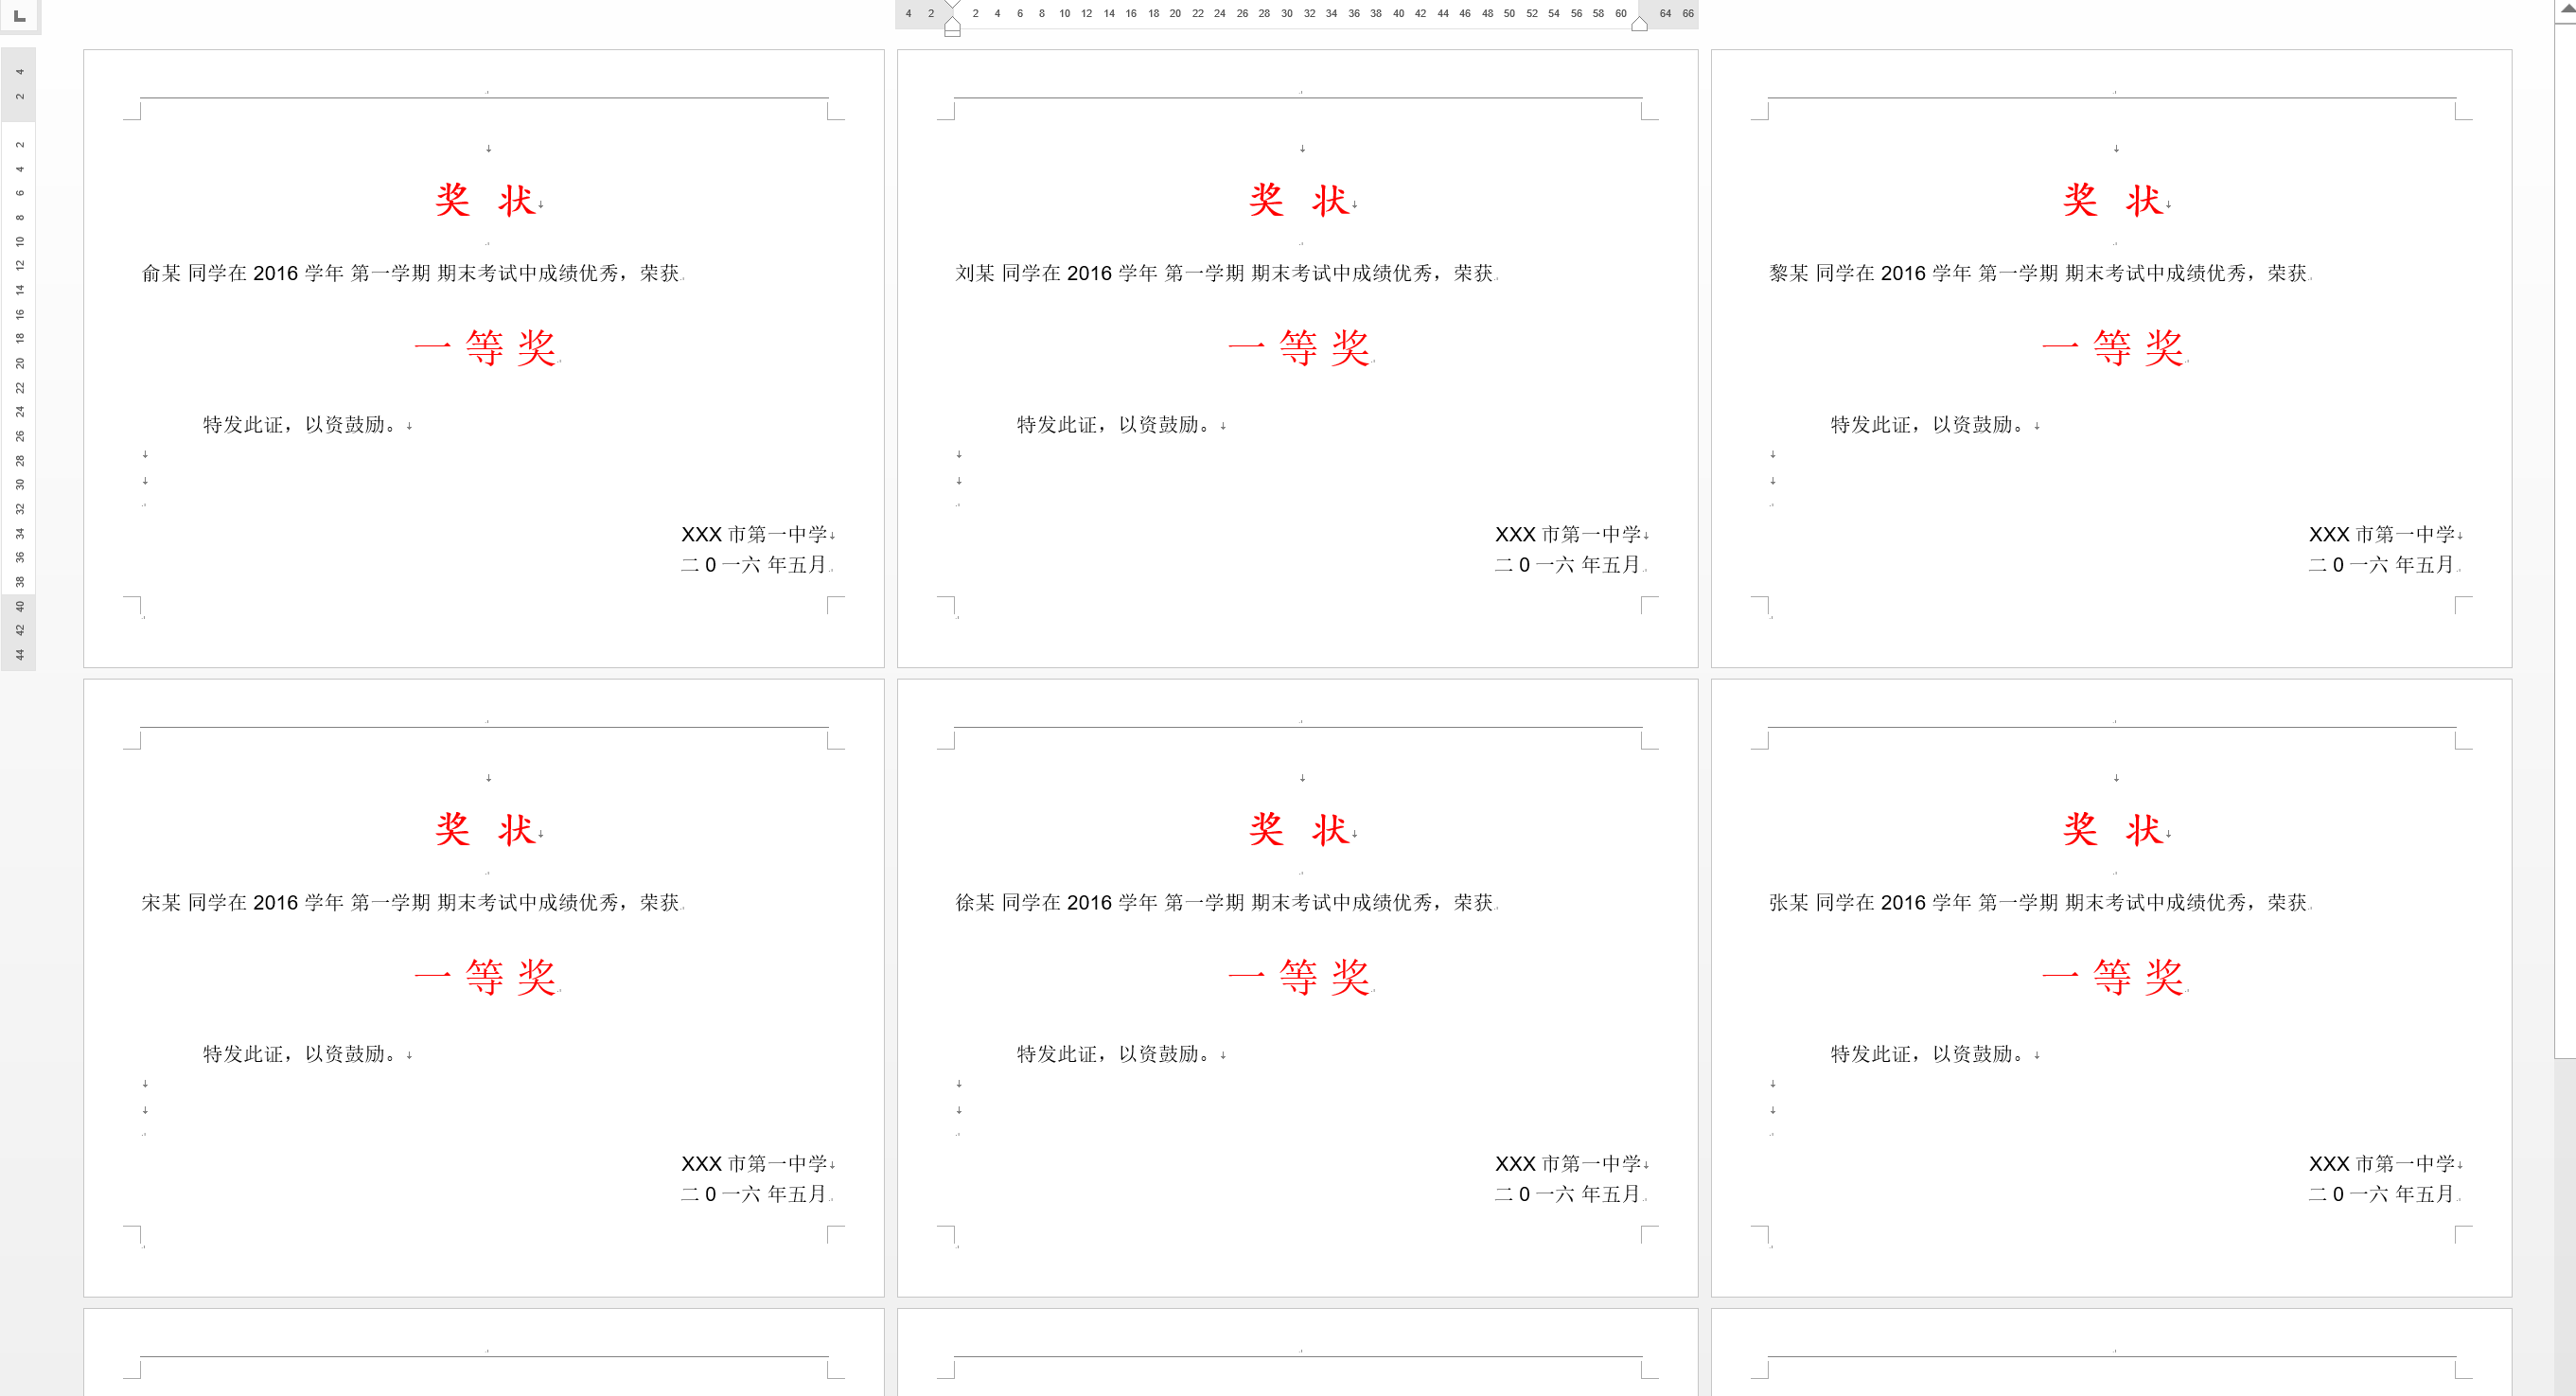 4 2 2 4 6 8 10 12 14 16 18 20 22 24 26 28 30 32 34 36 38 40 42 44 46 48 50 52 54 56 58 60 64 66
4 2 2 4 6 8 10 12 14 16 18 20 22 24 26 28 30 32 34 36 38 40 42 44
奖 状
俞某 同学在 2016 学年 第一学期 期末考试中成绩优秀，荣获
一 等 奖
特发此证，以资鼓励。
XXX 市第一中学
二 0 一六 年五月
奖 状
刘某 同学在 2016 学年 第一学期 期末考试中成绩优秀，荣获
一 等 奖
特发此证，以资鼓励。
XXX 市第一中学
二 0 一六 年五月
奖 状
黎某 同学在 2016 学年 第一学期 期末考试中成绩优秀，荣获
一 等 奖
特发此证，以资鼓励。
XXX 市第一中学
二 0 一六 年五月
奖 状
宋某 同学在 2016 学年 第一学期 期末考试中成绩优秀，荣获
一 等 奖
特发此证，以资鼓励。
XXX 市第一中学
二 0 一六 年五月
奖 状
徐某 同学在 2016 学年 第一学期 期末考试中成绩优秀，荣获
一 等 奖
特发此证，以资鼓励。
XXX 市第一中学
二 0 一六 年五月
奖 状
张某 同学在 2016 学年 第一学期 期末考试中成绩优秀，荣获
一 等 奖
特发此证，以资鼓励。
XXX 市第一中学
二 0 一六 年五月